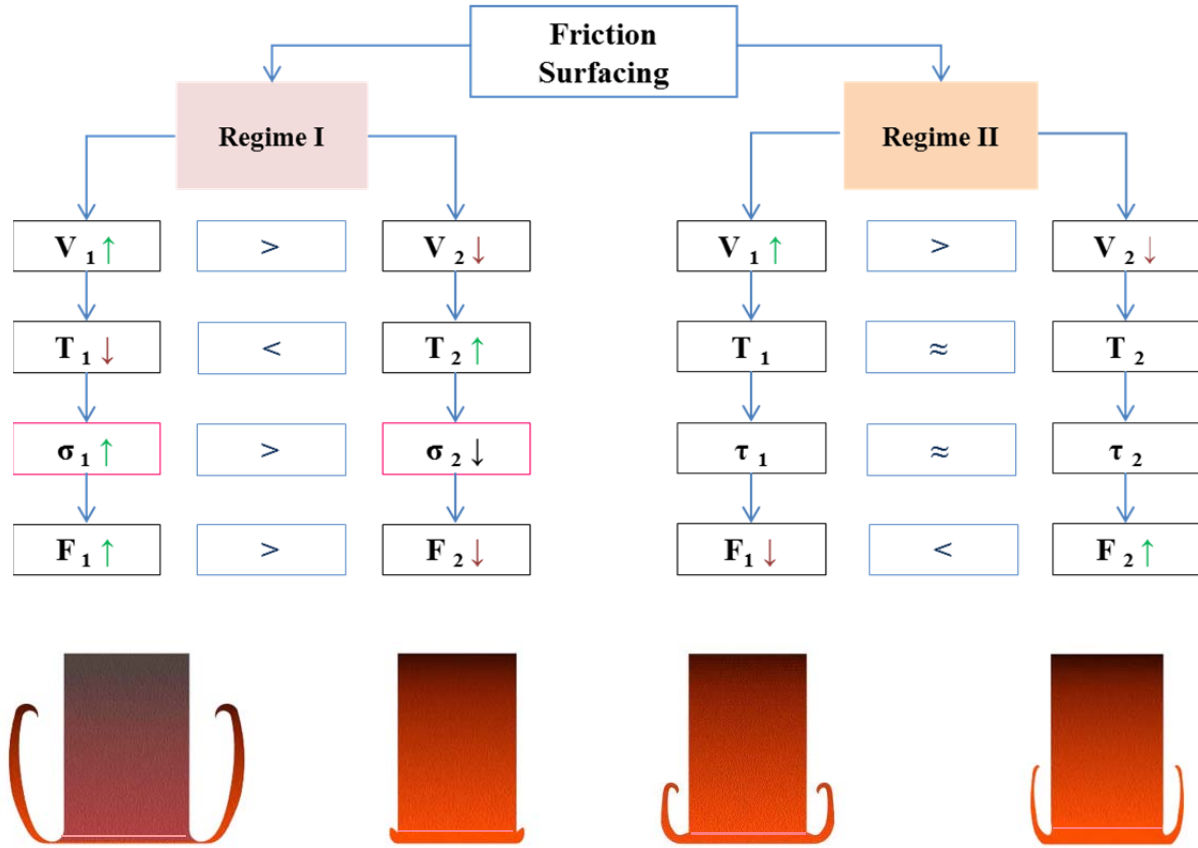 Friction
Surfacing
Regime I
Regime II
V 1 ↑ > V 2 ↓ V 1 ↑ > V 2 ↓
T 1 ↓ < T 2 ↑ T 1 ≈ T 2
σ 1 ↑ > σ 2 ↓ τ 1 ≈ τ 2
F 1 ↑ > F 2 ↓ F 1 ↓ < F 2 ↑